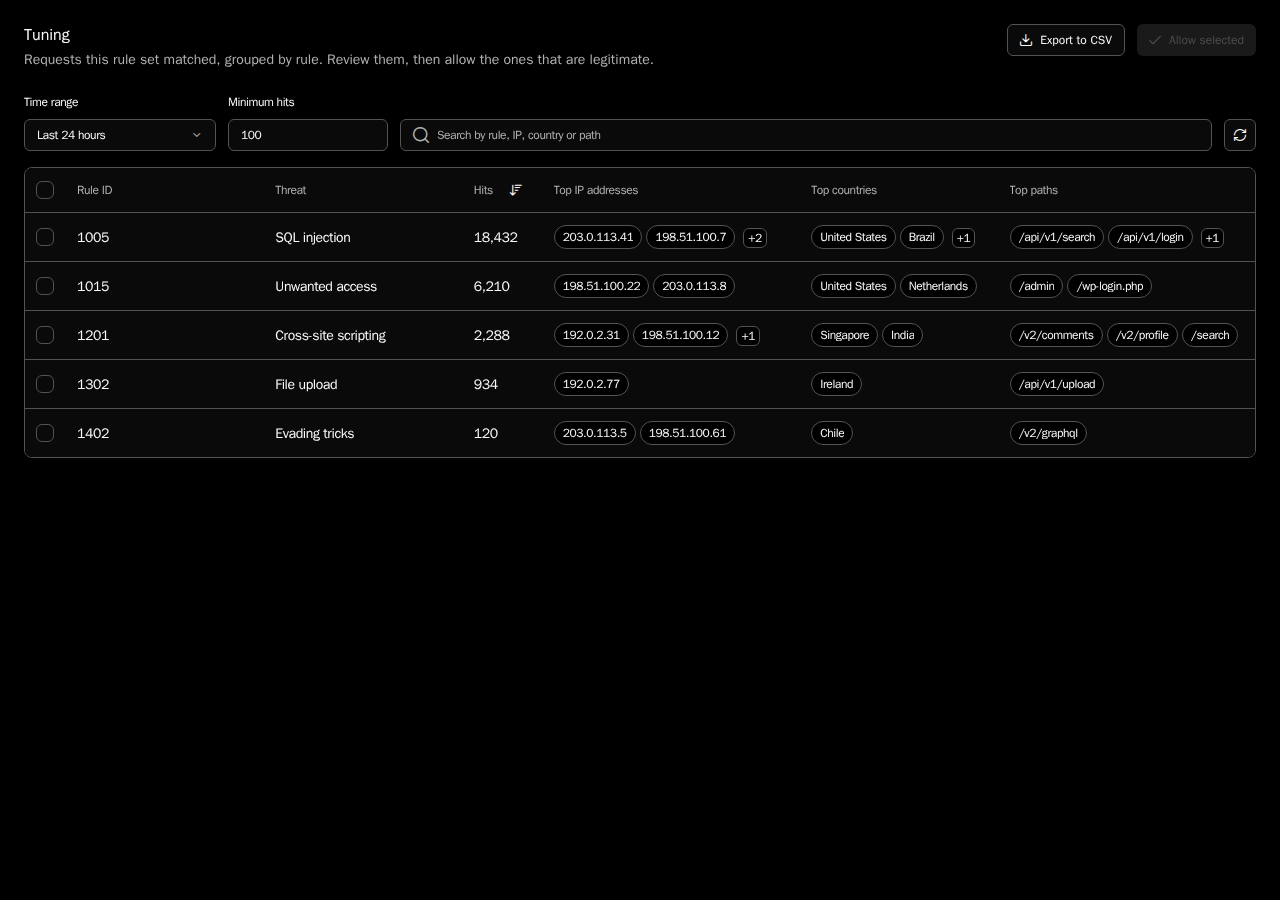 Tuning
Requests this rule set matched, grouped by rule. Review them, then allow the ones that are legitimate.
Export to CSV
Allow selected
Time range
Minimum hits
Last 24 hours
100
Search by rule, IP, country or path
Rule ID Threat Hits Top IP addresses Top countries Top paths
1005 SQL injection 18,432 203.0.113.41 198.51.100.7 +2 United States Brazil +1 /api/v1/search /api/v1/login +1
1015 Unwanted access 6,210 198.51.100.22 203.0.113.8 United States Netherlands /admin /wp-login.php
1201 Cross-site scripting 2,288 192.0.2.31 198.51.100.12 +1 Singapore India /v2/comments /v2/profile /search
1302 File upload 934 192.0.2.77 Ireland /api/v1/upload
1402 Evading tricks 120 203.0.113.5 198.51.100.61 Chile /v2/graphql